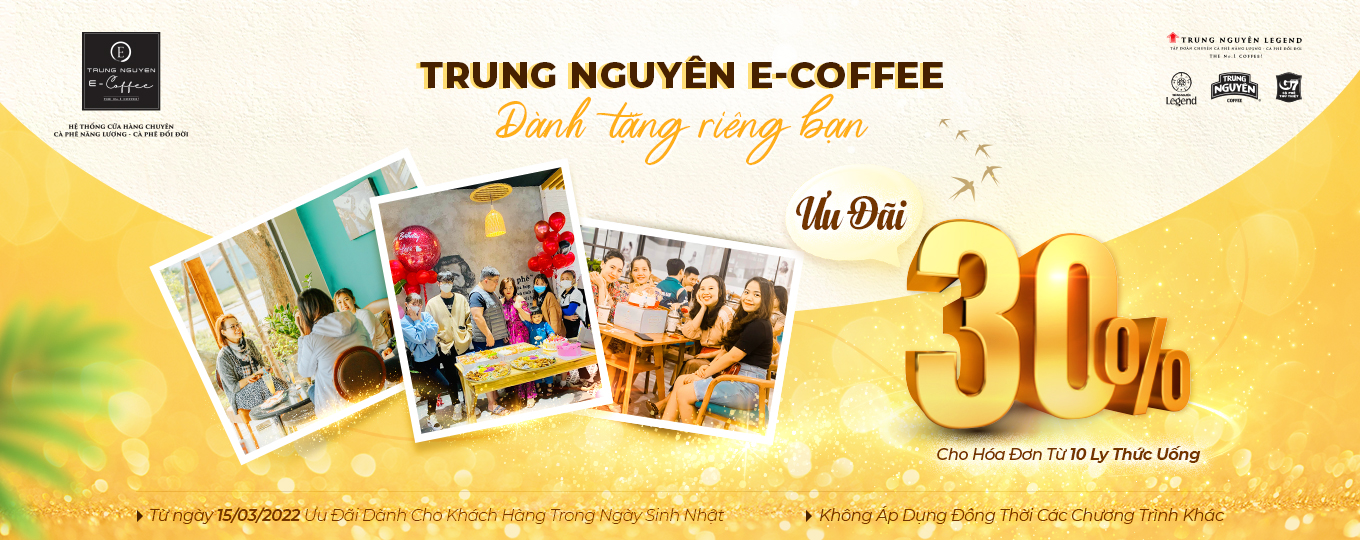 TRUNG NGUYÊN
E-Coffee
THE No.1 COFFEE!
HỆ THỐNG CỬA HÀNG CHUYÊN
CÀ PHÊ NĂNG LƯỢNG - CÀ PHÊ ĐỔI ĐỜI
TRUNG NGUYÊN E-COFFEE
Dành tặng riêng bạn
TRUNG NGUYÊN LEGEND
TẬP ĐOÀN CHUYÊN CÀ PHÊ NĂNG LƯỢNG - CÀ PHÊ ĐỔI ĐỜI
THE No.1 COFFEE!
Legend
TRUNG
NGUYÊN
COFFEE
G7
Birthday
Ưu Đãi
30%
Cho Hóa Đơn Từ 10 Ly Thức Uống
Từ ngày 15/03/2022 Ưu Đãi Dành Cho Khách Hàng Trong Ngày Sinh Nhật
Không Áp Dụng Đồng Thời Các Chương Trình Khác